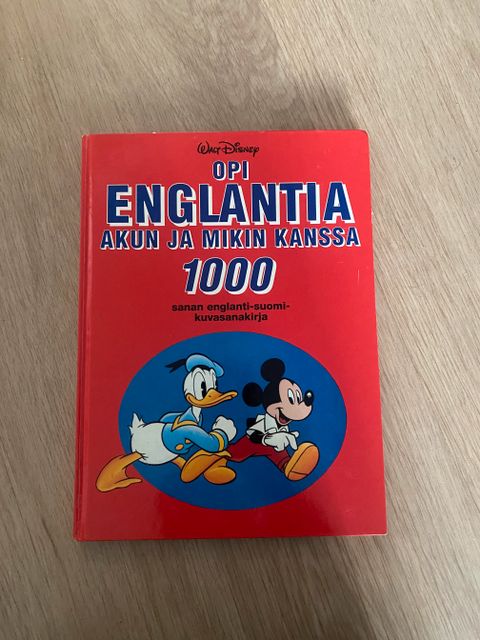 Walt Disney
OPI
ENGLANTIA
AKUN JA MIKIN KANSSA
1000
sanan englanti-suomi-
kuvasanakirja